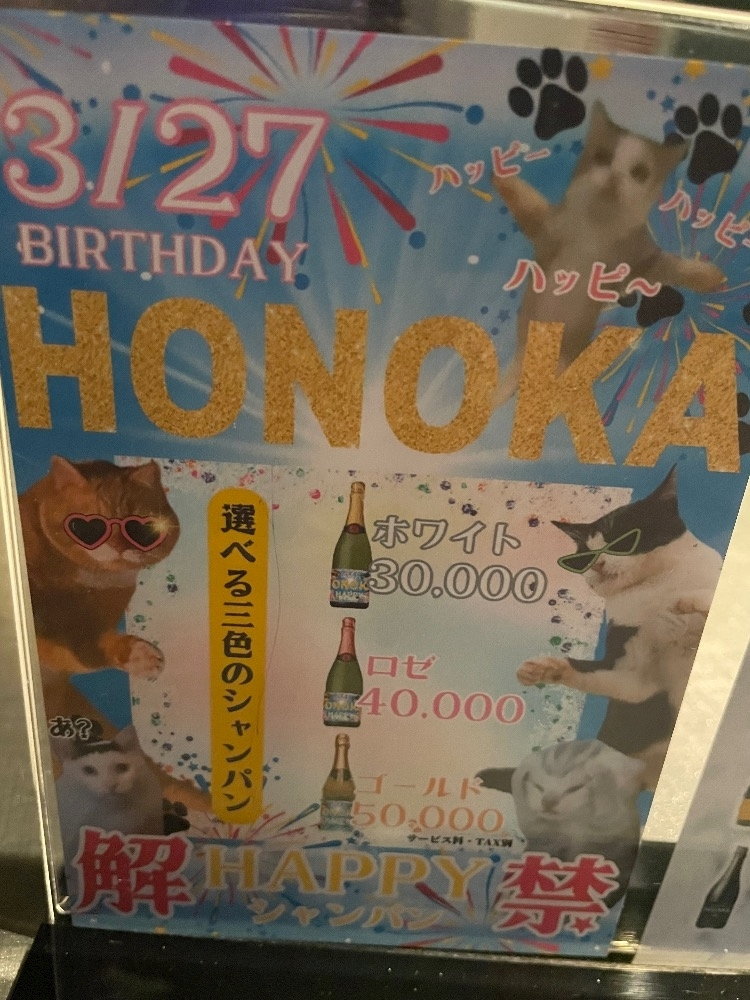 3/27
BIRTHDAY
ハッピー
ハッピー
ハッピ〜
HONOKA
選べる三色のシャンパン
ホワイト
30.000
ロゼ
40.000
ゴールド
50.000
サービス料・TAX別
あ?
解禁
HAPPY
シャンパン